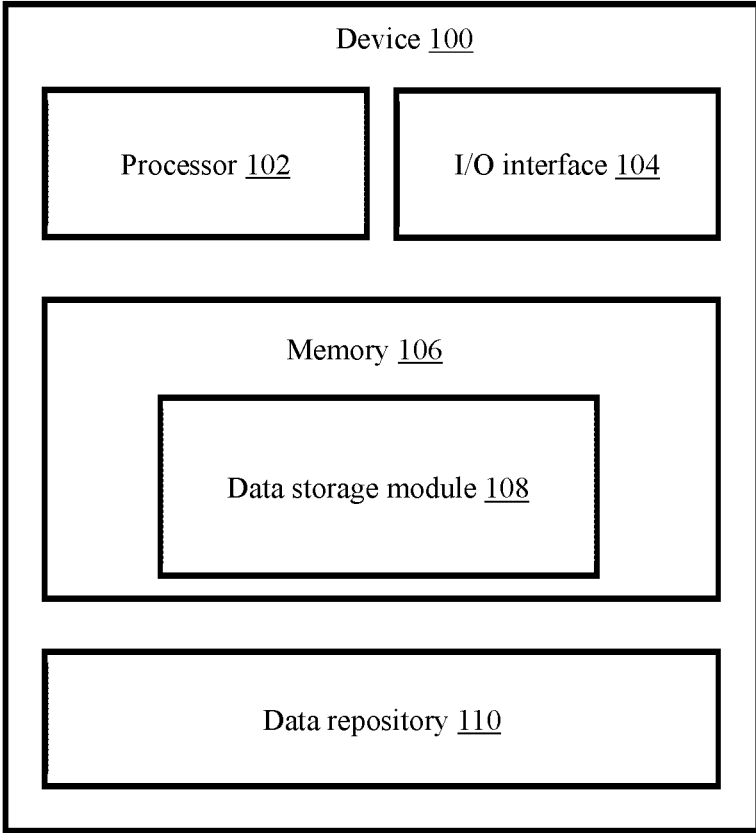 Device 100
Processor 102
I/O interface 104
Memory 106
Data storage module 108
Data repository 110